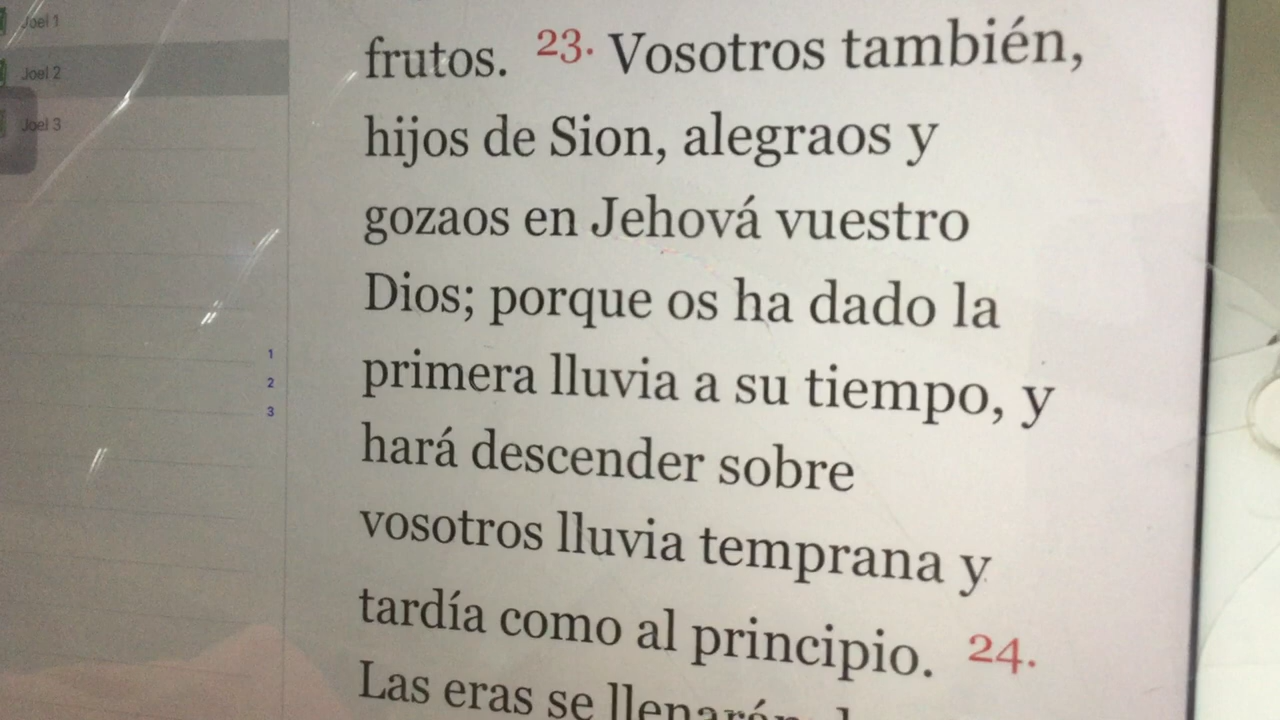 Joel 1
Joel 2
Joel 3
1
2
3
frutos. 23. Vosotros también,
hijos de Sion, alegraos y
gozaos en Jehová vuestro
Dios; porque os ha dado la
primera lluvia a su tiempo, y
hará descender sobre
vosotros lluvia temprana y
tardía como al principio. 24.
Las eras se llenarán